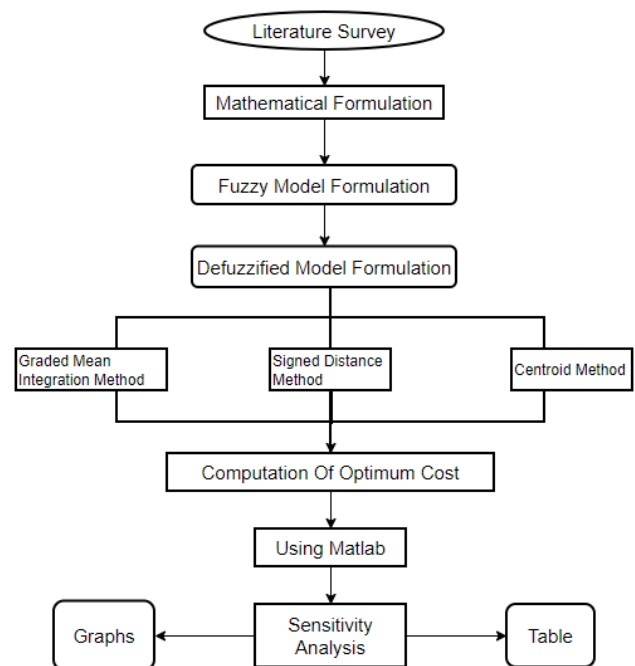 Literature Survey
Mathematical Formulation
Fuzzy Model Formulation
Defuzzified Model Formulation
Graded Mean
Integration Method
Signed Distance
Method
Centroid Method
Computation Of Optimum Cost
Using Matlab
Graphs
Sensitivity
Analysis
Table